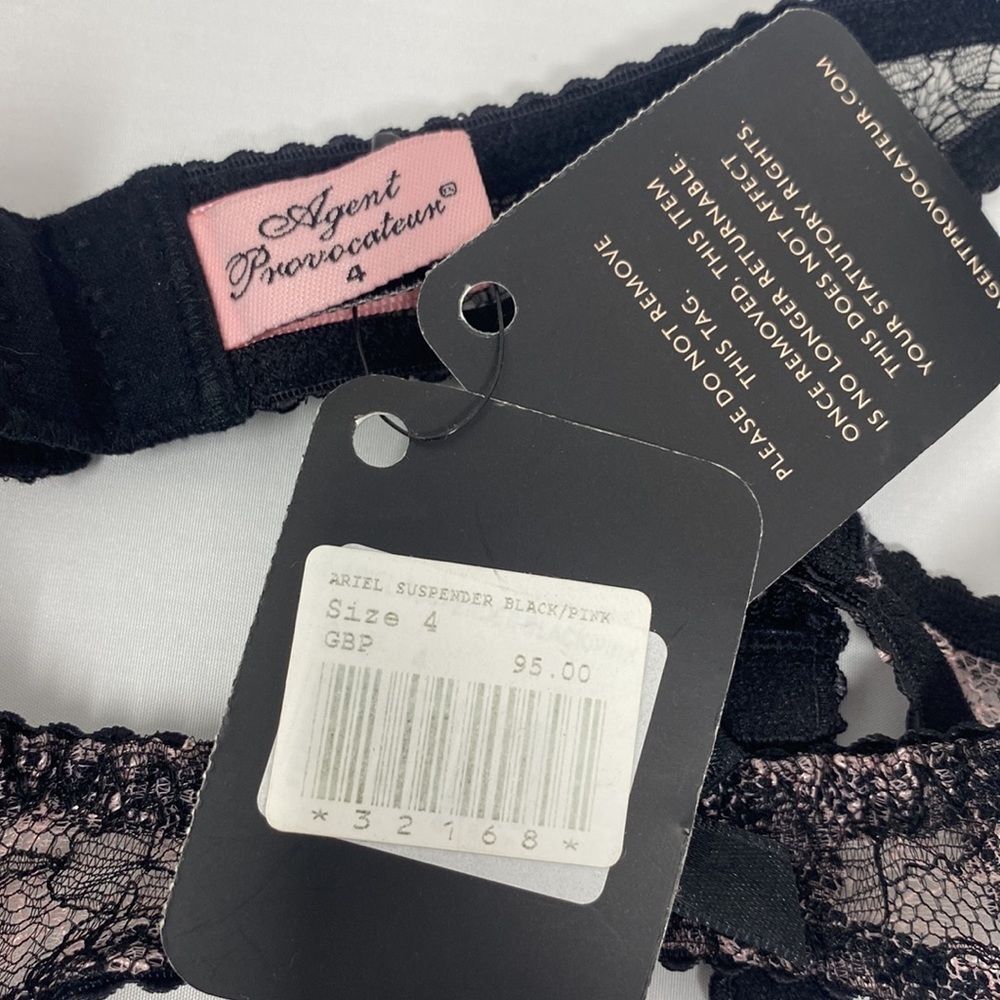 Agent
Provocateur®
4
GENTPROVOCATEUR.COM
PLEASE DO NOT REMOVE
THIS TAG.
ONCE REMOVED, THIS ITEM
IS NO LONGER RETURNABLE.
THIS DOES NOT AFFECT
YOUR STATUTORY RIGHTS.
ARIEL SUSPENDER BLACK/PINK
Size 4
GBP
95.00
*32168*